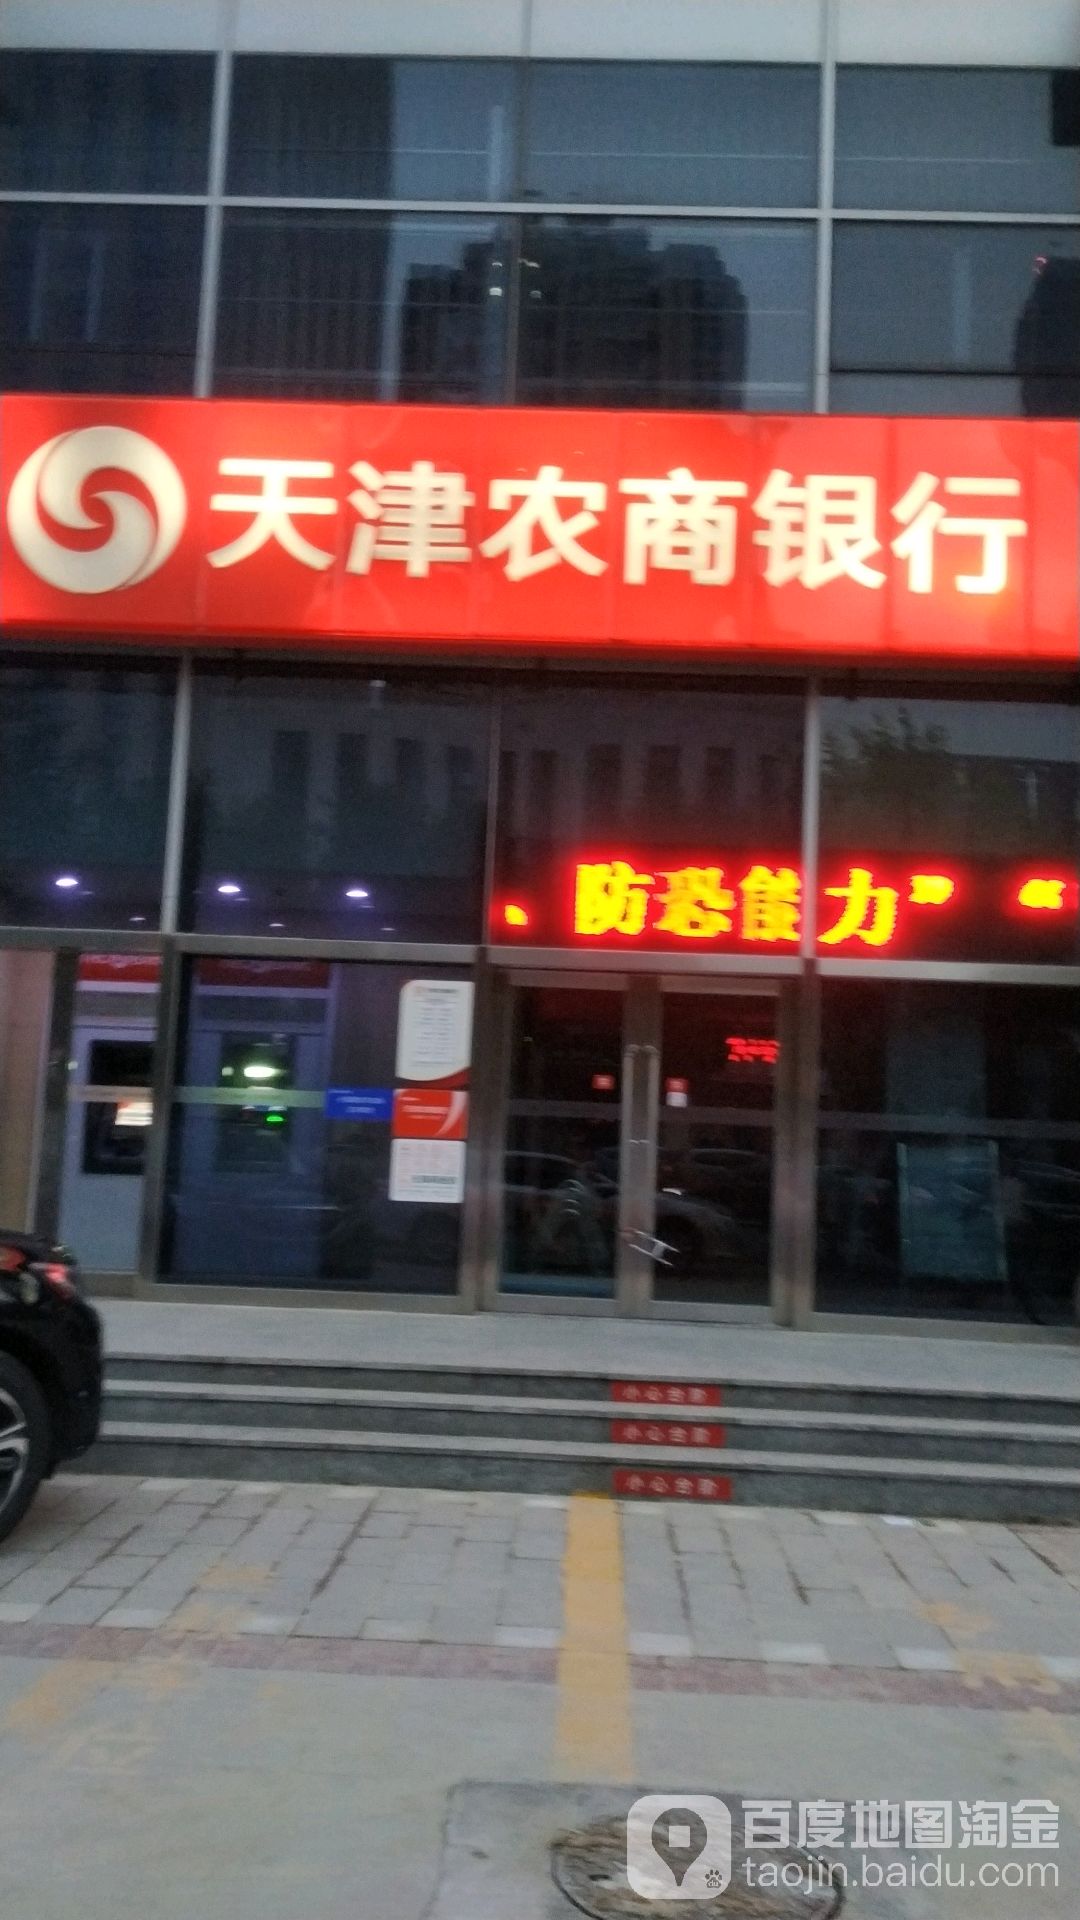 天津农商银行
、防恐能力” “
小心台阶
小心台阶
小心台阶
百度地图淘金
taojin.baidu.com